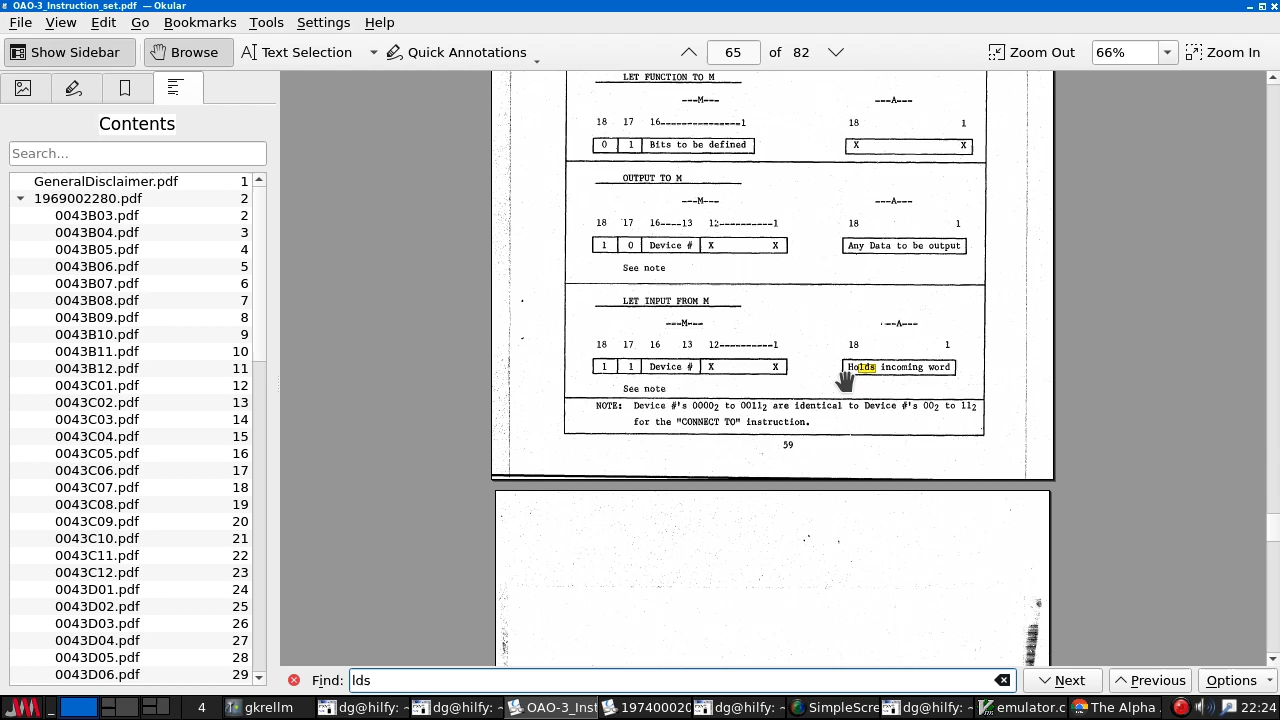 OAO-3_Instruction_set.pdf — Okular
File View Edit Go Bookmarks Tools Settings Help
Show Sidebar Browse Text Selection Quick Annotations 65 of 82 Zoom Out 66% Zoom In
Contents
Search...
GeneralDisclaimer.pdf 1
1969002280.pdf 2
0043B03.pdf 2
0043B04.pdf 3
0043B05.pdf 4
0043B06.pdf 5
0043B07.pdf 6
0043B08.pdf 7
0043B09.pdf 8
0043B10.pdf 9
0043B11.pdf 10
0043B12.pdf 11
0043C01.pdf 12
0043C02.pdf 13
0043C03.pdf 14
0043C04.pdf 15
0043C05.pdf 16
0043C06.pdf 17
0043C07.pdf 18
0043C08.pdf 19
0043C09.pdf 20
0043C10.pdf 21
0043C11.pdf 22
0043C12.pdf 23
0043D01.pdf 24
0043D02.pdf 25
0043D03.pdf 26
0043D04.pdf 27
0043D05.pdf 28
0043D06.pdf 29
LET FUNCTION TO M
---M--- ---A---
18 17 16---------------1 18 1
0 1 Bits to be defined X X
OUTPUT TO M
---M--- ---A---
18 17 16----13 12----------1 18 1
1 0 Device # X X Any Data to be output
See note
LET INPUT FROM M
---M--- ---A---
18 17 16 13 12----------1 18 1
1 1 Device # X X Holds incoming word
See note
NOTE: Device #'s 0000₂ to 0011₂ are identical to Device #'s 00₂ to 11₂
for the "CONNECT TO" instruction.
59
Find: lds Next Previous Options
4 gkrellm dg@hilfy: ~ dg@hilfy: ~ OAO-3_Inst 197400020 dg@hilfy: ~ SimpleScre dg@hilfy: ~ emulator.c The Alpha 22:24